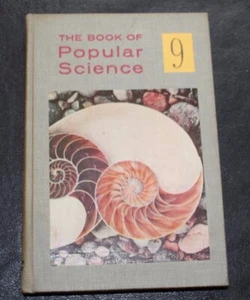 THE BOOK OF
Popular
Science
9